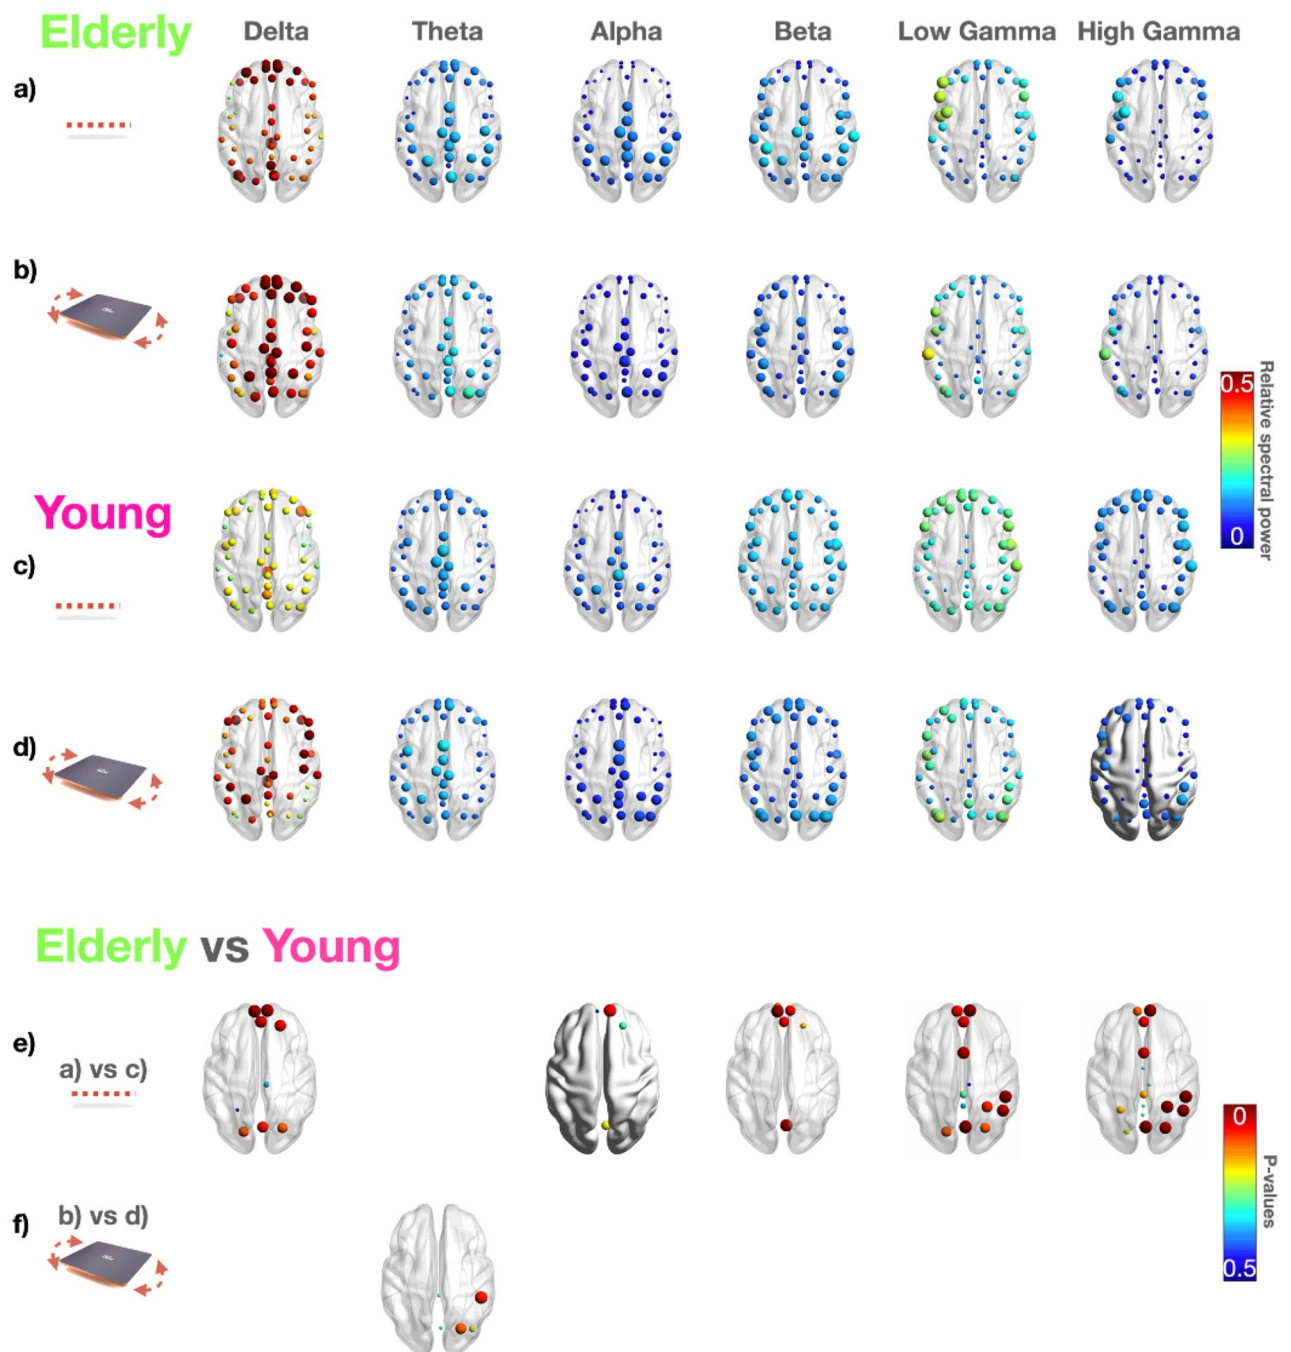 Elderly
Delta Theta Alpha Beta Low Gamma High Gamma
a)
b)
0.5
Relative spectral power
0
Young
c)
d)
Elderly vs Young
e)
a) vs c)
0
P-values
0.5
f)
b) vs d)